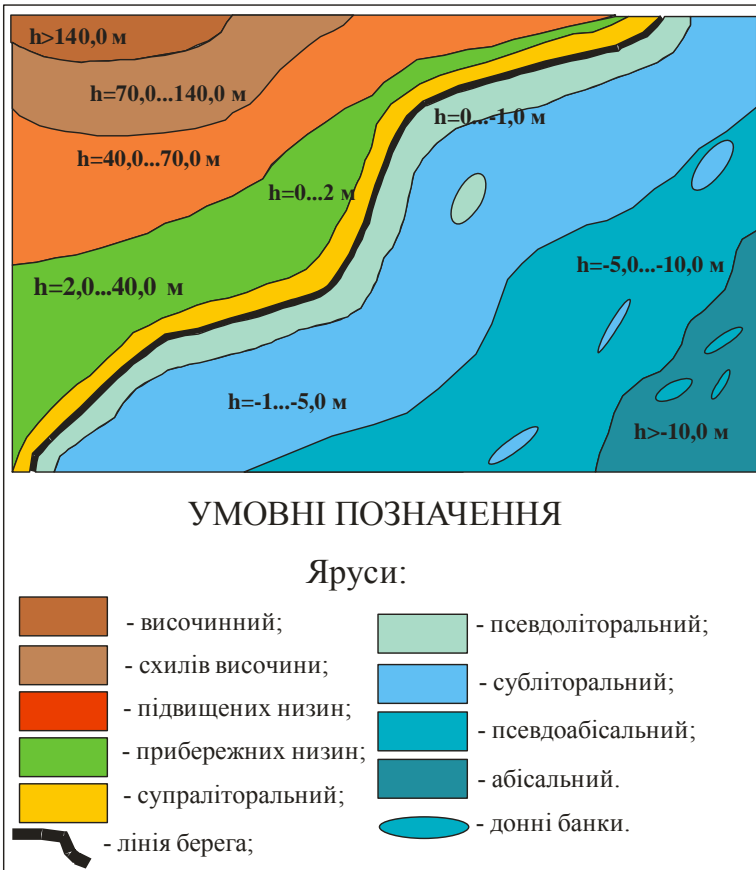 h>140,0 м
h=70,0...140,0 м
h=0...-1,0 м
h=40,0...70,0 м
h=0...2 м
h=-5,0...-10,0 м
h=2,0...40,0 м
h=-1...-5,0 м
h>-10,0 м
УМОВНІ ПОЗНАЧЕННЯ
Яруси:
- височинний;
- схилів височини;
- підвищених низин;
- прибережних низин;
- супраліторальний;
- лінія берега;
- псевдоліторальний;
- субліторальний;
- псевдоабісальний;
- абісальний.
- донні банки.